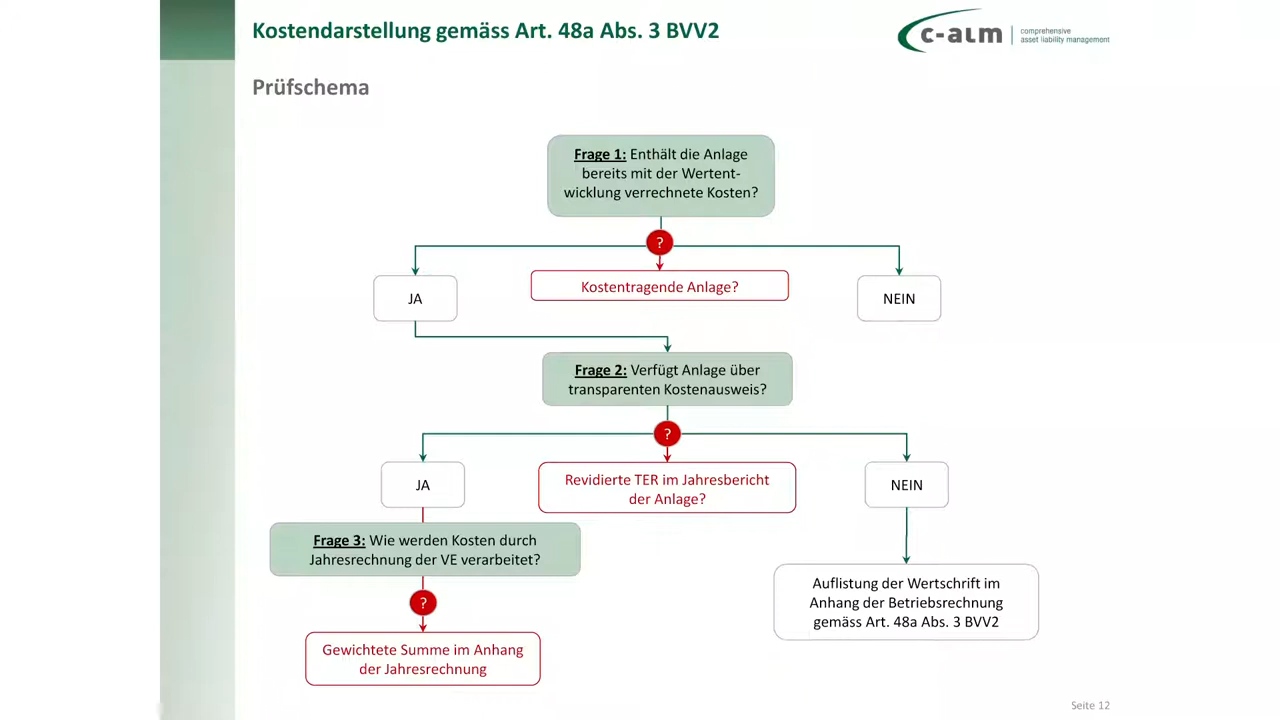 Kostendarstellung gemäss Art. 48a Abs. 3 BVV2
c-alm
comprehensive
asset liability management
Prüfschema
Frage 1: Enthält die Anlage
bereits mit der Wertent-
wicklung verrechnete Kosten?
?
JA
Kostentragende Anlage?
NEIN
Frage 2: Verfügt Anlage über
transparenten Kostenausweis?
?
JA
Revidierte TER im Jahresbericht
der Anlage?
NEIN
Frage 3: Wie werden Kosten durch
Jahresrechnung der VE verarbeitet?
?
Auflistung der Wertschrift im
Anhang der Betriebsrechnung
gemäss Art. 48a Abs. 3 BVV2
Gewichtete Summe im Anhang
der Jahresrechnung
Seite 12